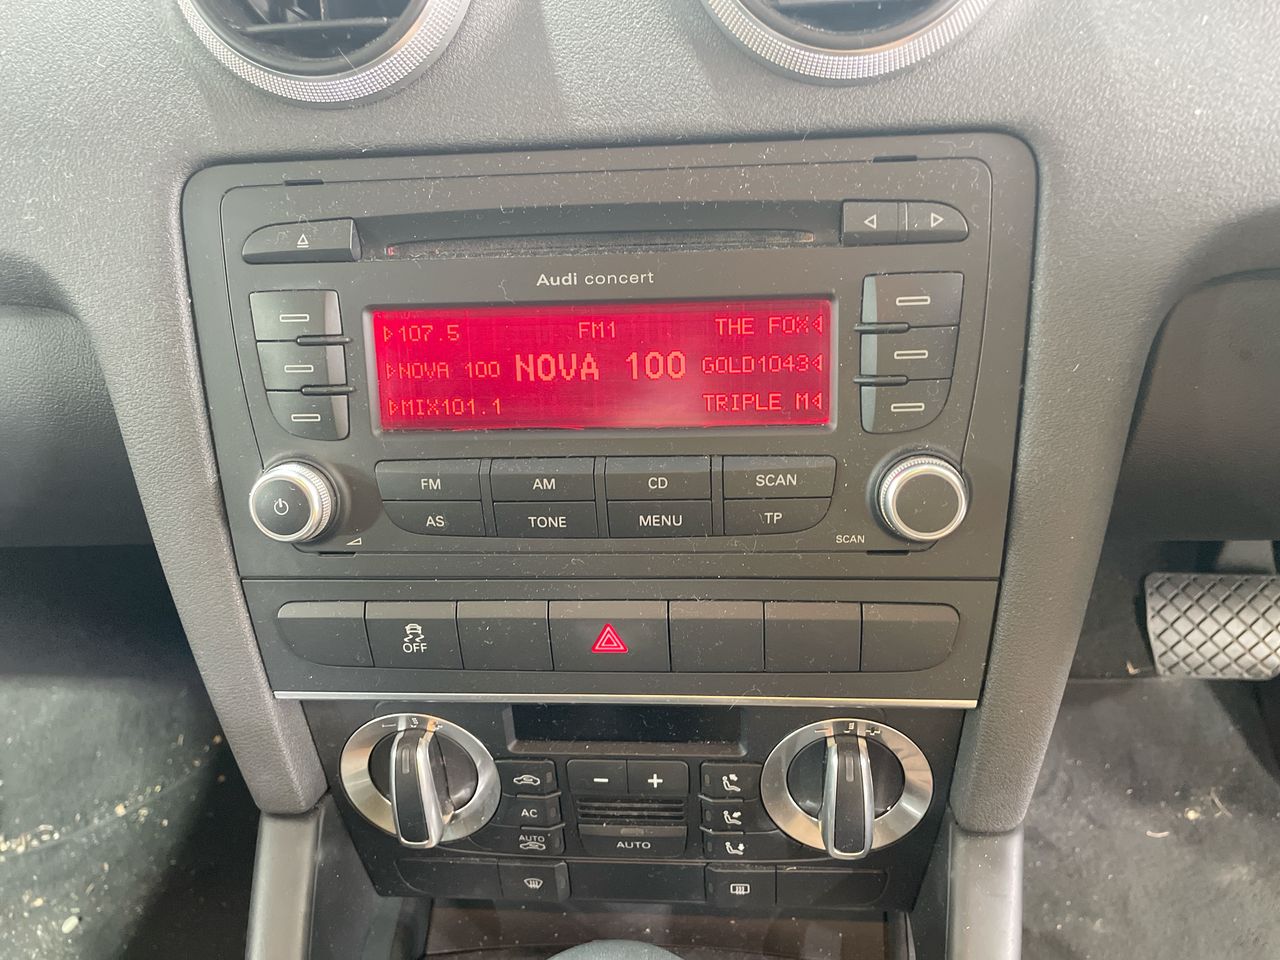 Audi concert
107.5 FM1 THE FOX
NOVA 100 NOVA 100 GOLD1043
MIX101.1 TRIPLE M
FM AM CD SCAN
AS TONE MENU TP
SCAN
OFF
AC
AUTO AUTO